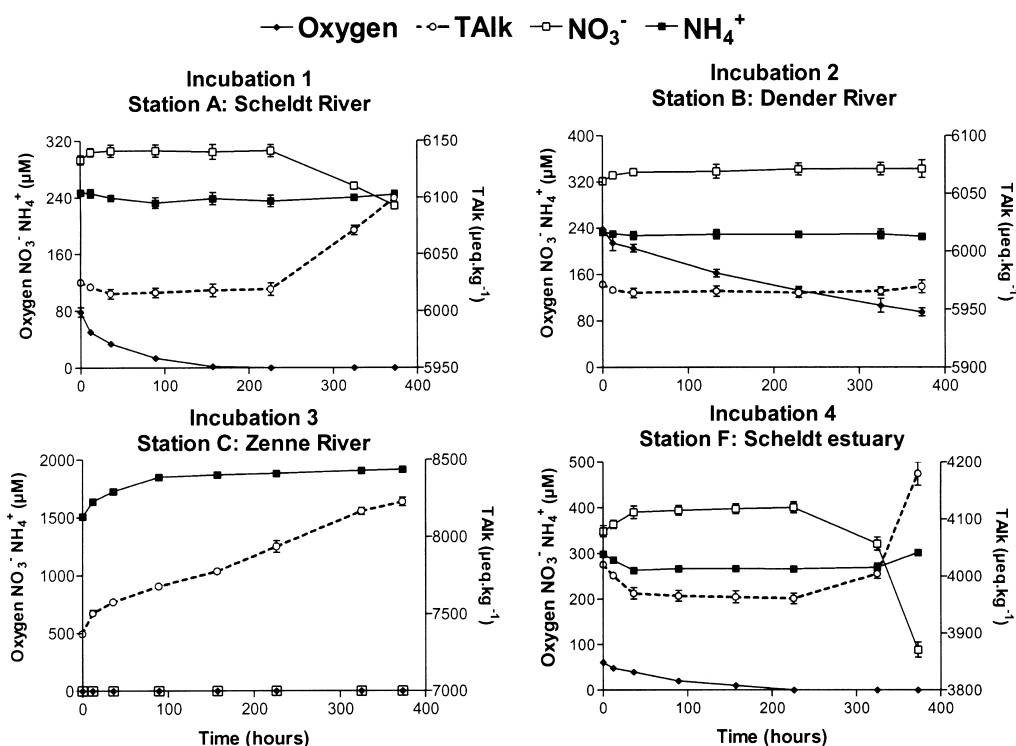 Oxygen TAlk NO₃⁻ NH₄⁺
Incubation 1
Station A: Scheldt River
Oxygen NO₃⁻ NH₄⁺ (µM)
320
240
160
80
0
6150
6100
6050
6000
5950
TAlk (µeq.kg⁻¹)
0 100 200 300 400
Incubation 2
Station B: Dender River
Oxygen NO₃⁻ NH₄⁺ (µM)
400
320
240
160
80
0
6100
6050
6000
5950
5900
TAlk (µeq.kg⁻¹)
0 100 200 300 400
Incubation 3
Station C: Zenne River
Oxygen NO₃⁻ NH₄⁺ (µM)
2000
1500
1000
500
0
8500
8000
7500
7000
TAlk (µeq.kg⁻¹)
0 100 200 300 400
Time (hours)
Incubation 4
Station F: Scheldt estuary
Oxygen NO₃⁻ NH₄⁺ (µM)
500
400
300
200
100
0
4200
4100
4000
3900
3800
TAlk (µeq.kg⁻¹)
0 100 200 300 400
Time (hours)